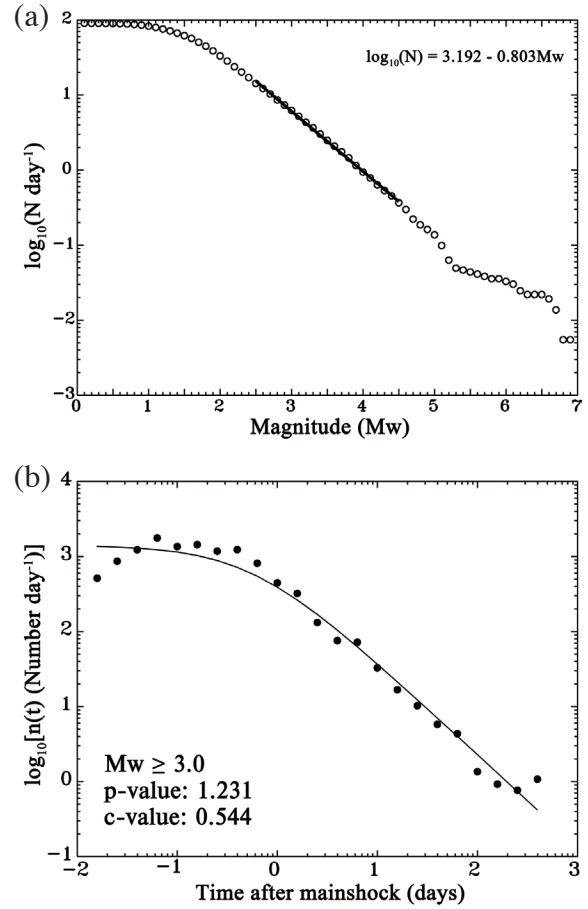 (a)
2
1
0
−1
−2
−3
log₁₀(N day⁻¹)
log₁₀(N) = 3.192 - 0.803Mw
0 1 2 3 4 5 6 7
Magnitude (Mw)
(b)
4
3
2
1
0
−1
log₁₀[n(t) (Number day⁻¹)]
Mw ≥ 3.0
p-value: 1.231
c-value: 0.544
−2 −1 0 1 2 3
Time after mainshock (days)